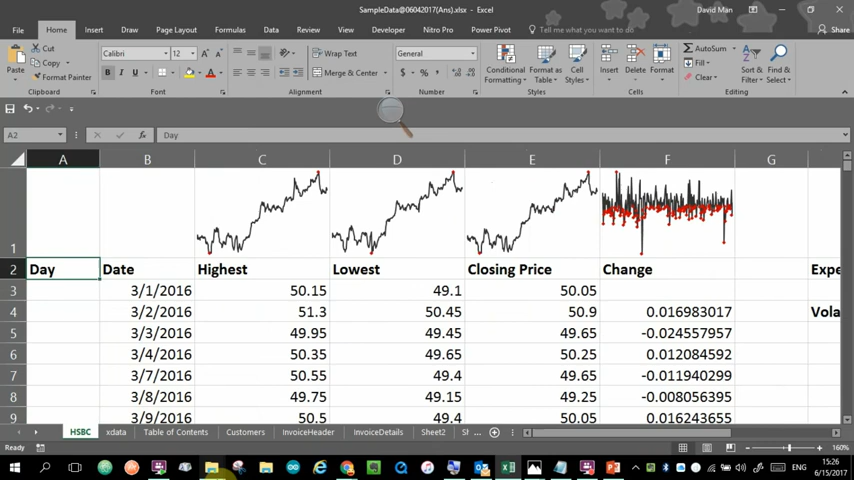 SampleData@06042017(Ans).xlsx - Excel
David Man
File Home Insert Draw Page Layout Formulas Data Review View Developer Nitro Pro Power Pivot Tell me what you want to do... Share
Paste
Cut
Copy
Format Painter
Calibri 12
B I U
Wrap Text
Merge & Center
General
$ % ,
Conditional Formatting
Format as Table
Cell Styles
Insert Delete Format
AutoSum
Fill
Clear
Sort & Filter
Find & Select
Clipboard Font Alignment Number Styles Cells Editing
A2 fx Day
A B C D E F G H
1
2 Day Date Highest Lowest Closing Price Change Expe
3 3/1/2016 50.15 49.1 50.05
4 3/2/2016 51.3 50.45 50.9 0.016983017 Vola
5 3/3/2016 49.95 49.45 49.65 -0.024557957
6 3/4/2016 50.35 49.65 50.25 0.012084592
7 3/7/2016 50.55 49.4 49.65 -0.011940299
8 3/8/2016 49.75 49.15 49.25 -0.008056395
9 3/9/2016 50.5 49.4 50.05 0.016243655
HSBC xdata Table of Contents Customers InvoiceHeader InvoiceDetails Sheet2 Sł ...
Ready 160%
ENG
15:26
6/15/2017